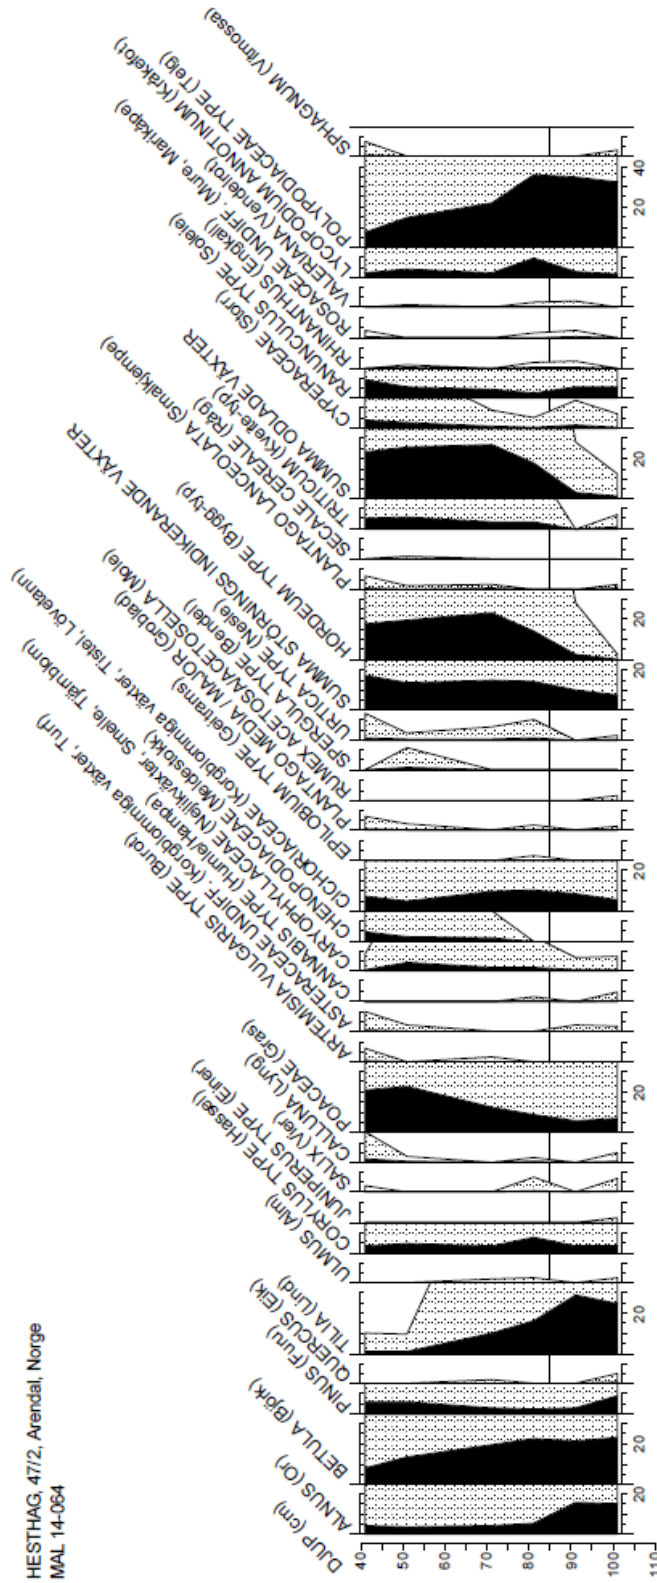 HESTHAG, 47/2, Arendal, Norge
MAL 14-064
DJUP (cm)
ALNUS (Or)
BETULA (Björk)
PINUS (Furu)
QUERCUS (Eik)
TILIA (Lind)
ULMUS (Alm)
CORYLUS TYPE (Hassel)
JUNIPERUS TYPE (Einer)
SALIX (Vier)
CALLUNA (Lyng)
POACEAE (Gras)
ARTEMISIA VULGARIS TYPE (Burot)
ASTERACEAE UNDIFF. (Korgblommiga växter, Turf)
CANNABIS TYPE (Humle/Hampa)
CARYOPHYLLACEAE (Nejlikväxter, Smelle, Tjärnblom)
CHENOPODIACEAE (Meldestokk)
CICHORIACEAE (Korgblommiga växter, Tistel, Lövetann)
EPILOBIUM TYPE (Geitrams)
PLANTAGO MEDIA / MAJOR (Groblad)
RUMEX ACETOSA/ACETOSELLA (Mole)
SPERGULA TYPE (Bendel)
URTICA TYPE (Nesle)
SUMMA STÖRNINGS INDIKERANDE VÄXTER
HORDEUM TYPE (Bygg-typ)
PLANTAGO LANCEOLATA (Smalkjempe)
SECALE CEREALE (Råg)
TRITICUM (Kveite-typ)
SUMMA ODLADE VÄXTER
CYPERACEAE (Storr)
RANUNCULUS TYPE (Soleie)
RHINANTHUS (Engkall)
ROSACEAE UNDIFF. (Mure, Marikåpe)
VALERIANA (Vendelrot)
LYCOPODIUM ANNOTINUM (Kråkefot)
POLYPODIACEAE TYPE (Telg)
SPHAGNUM (Vitmossa)
40
50
60
70
80
90
100
110
20
20
20
20
20
20
20
20
40